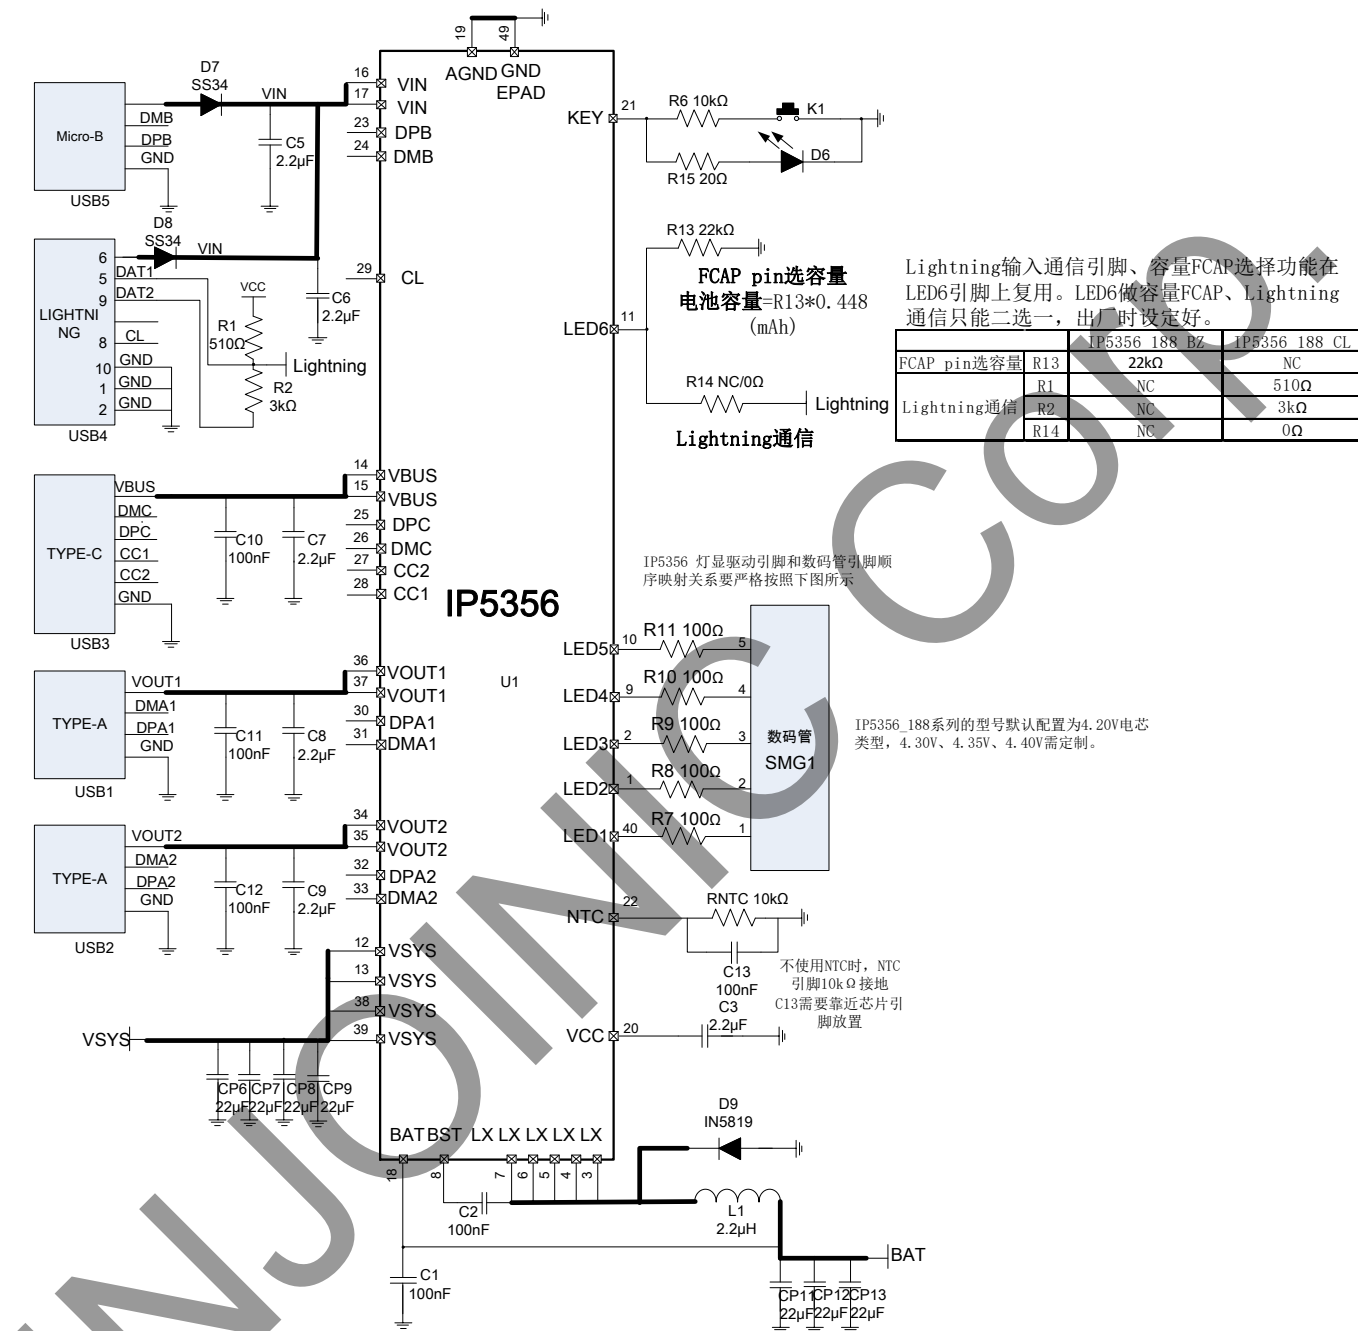 19
49
AGND GND
EPAD
D7
SS34
VIN
16
VIN
17
VIN
23
DPB
24
DMB
Micro-B
DMB
DPB
GND
USB5
C5
2.2μF
D8
SS34
VIN
LIGHTNI
NG
6
5
DAT1
9
DAT2
8
CL
10
GND
1
GND
2
GND
USB4
VCC
R1
510Ω
R2
3kΩ
Lightning
C6
2.2μF
29
CL
KEY
21
R6 10kΩ
K1
R15 20Ω
D6
R13 22kΩ
FCAP pin选容量
电池容量=R13*0.448
(mAh)
LED6
11
R14 NC/0Ω
Lightning
Lightning通信
Lightning输入通信引脚、容量FCAP选择功能在
LED6引脚上复用。LED6做容量FCAP、Lightning
通信只能二选一，出厂时设定好。
IP5356 188 BZ IP5356 188 CL
FCAP pin选容量 R13 22kΩ NC
R1 NC 510Ω
Lightning通信 R2 NC 3kΩ
R14 NC 0Ω
TYPE-C
VBUS
DMC
DPC
CC1
CC2
GND
USB3
C10
100nF
C7
2.2μF
14
VBUS
15
VBUS
25
DPC
26
DMC
27
CC2
28
CC1
IP5356
U1
IP5356 灯显驱动引脚和数码管引脚顺
序映射关系要严格按照下图所示
LED5
10
R11 100Ω
5
LED4
9
R10 100Ω
4
LED3
2
R9 100Ω
3
LED2
1
R8 100Ω
2
LED1
40
R7 100Ω
1
数码管
SMG1
IP5356_188系列的型号默认配置为4.20V电芯
类型，4.30V、4.35V、4.40V需定制。
TYPE-A
VOUT1
DMA1
DPA1
GND
USB1
C11
100nF
C8
2.2μF
36
VOUT1
37
VOUT1
30
DPA1
31
DMA1
TYPE-A
VOUT2
DMA2
DPA2
GND
USB2
C12
100nF
C9
2.2μF
34
VOUT2
35
VOUT2
32
DPA2
33
DMA2
NTC
22
RNTC 10kΩ
C13
100nF
不使用NTC时，NTC
引脚10kΩ接地
C13需要靠近芯片引
脚放置
12
VSYS
13
VSYS
38
VSYS
39
VSYS
VSYS
CP6 CP7 CP8 CP9
22μF 22μF 22μF 22μF
VCC
20
C3
2.2μF
BAT BST LX LX LX LX LX
18
8
7
6
5
4
3
D9
IN5819
C2
100nF
L1
2.2μH
BAT
C1
100nF
CP11 CP12 CP13
22μF 22μF 22μF
INJOINIC Corp.